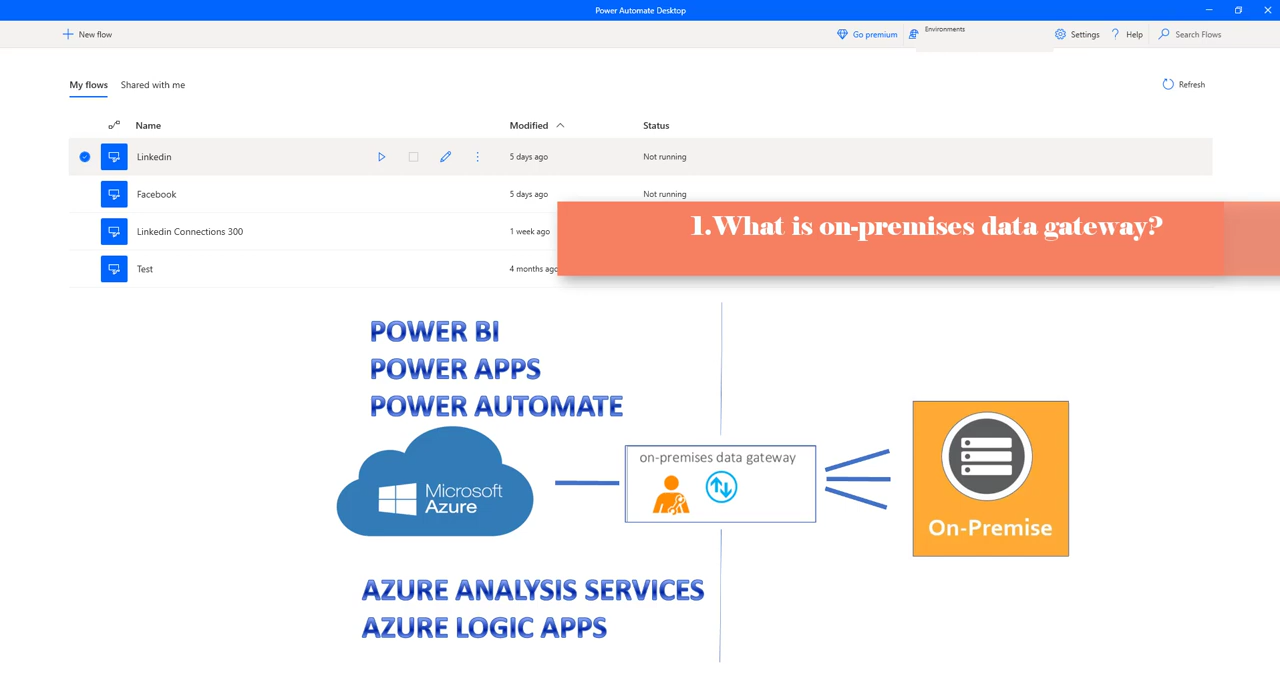 Power Automate Desktop
New flow
Go premium
Environments
Settings
Help
Search Flows
My flows
Shared with me
Refresh
Name
Modified
Status
Linkedin
5 days ago
Not running
Facebook
5 days ago
Not running
Linkedin Connections 300
1 week ago
1.What is on-premises data gateway?
Test
4 months ago
POWER BI
POWER APPS
POWER AUTOMATE
on-premises data gateway
Microsoft
Azure
On-Premise
AZURE ANALYSIS SERVICES
AZURE LOGIC APPS